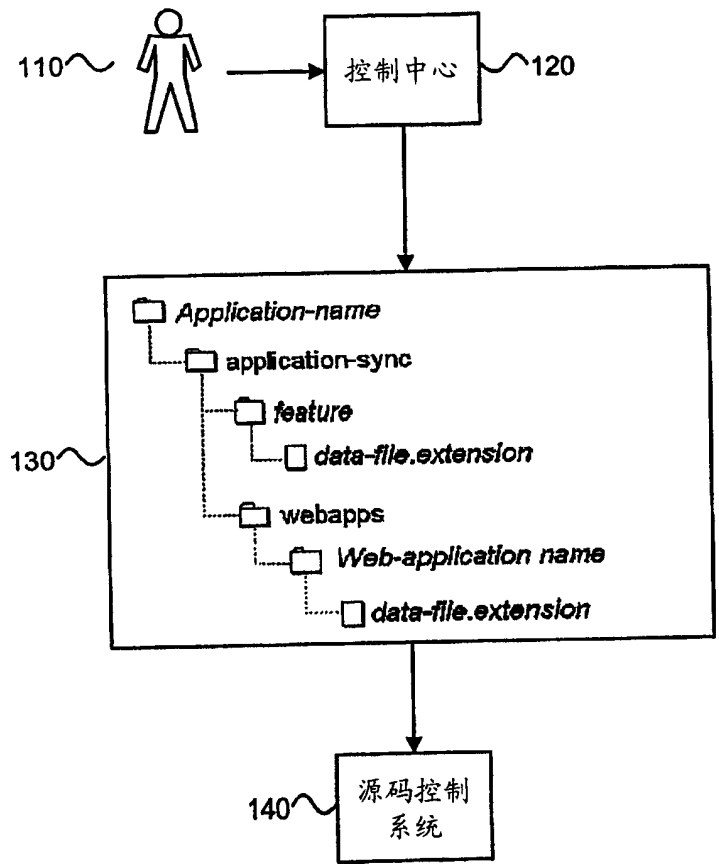 110
控制中心
120
Application-name
application-sync
feature
data-file.extension
130
webapps
Web-application name
data-file.extension
源码控制
系统
140